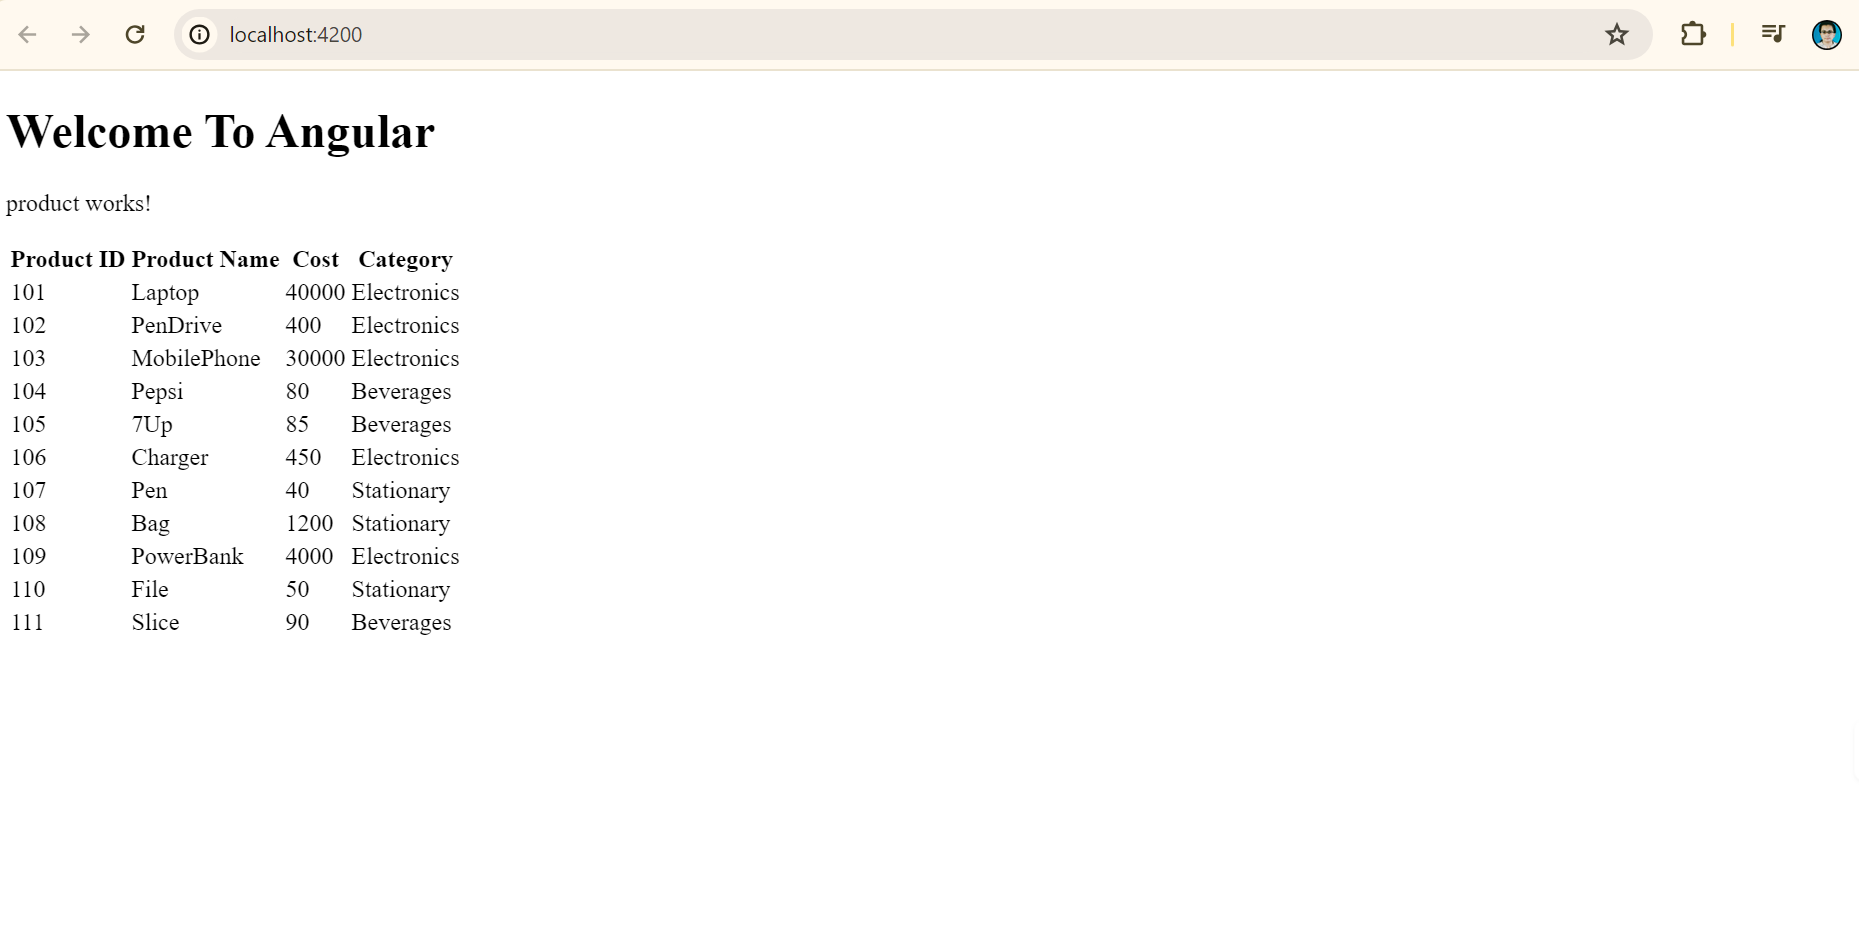 localhost:4200
Welcome To Angular
product works!
Product ID Product Name Cost Category
101 Laptop 40000 Electronics
102 PenDrive 400 Electronics
103 MobilePhone 30000 Electronics
104 Pepsi 80 Beverages
105 7Up 85 Beverages
106 Charger 450 Electronics
107 Pen 40 Stationary
108 Bag 1200 Stationary
109 PowerBank 4000 Electronics
110 File 50 Stationary
111 Slice 90 Beverages